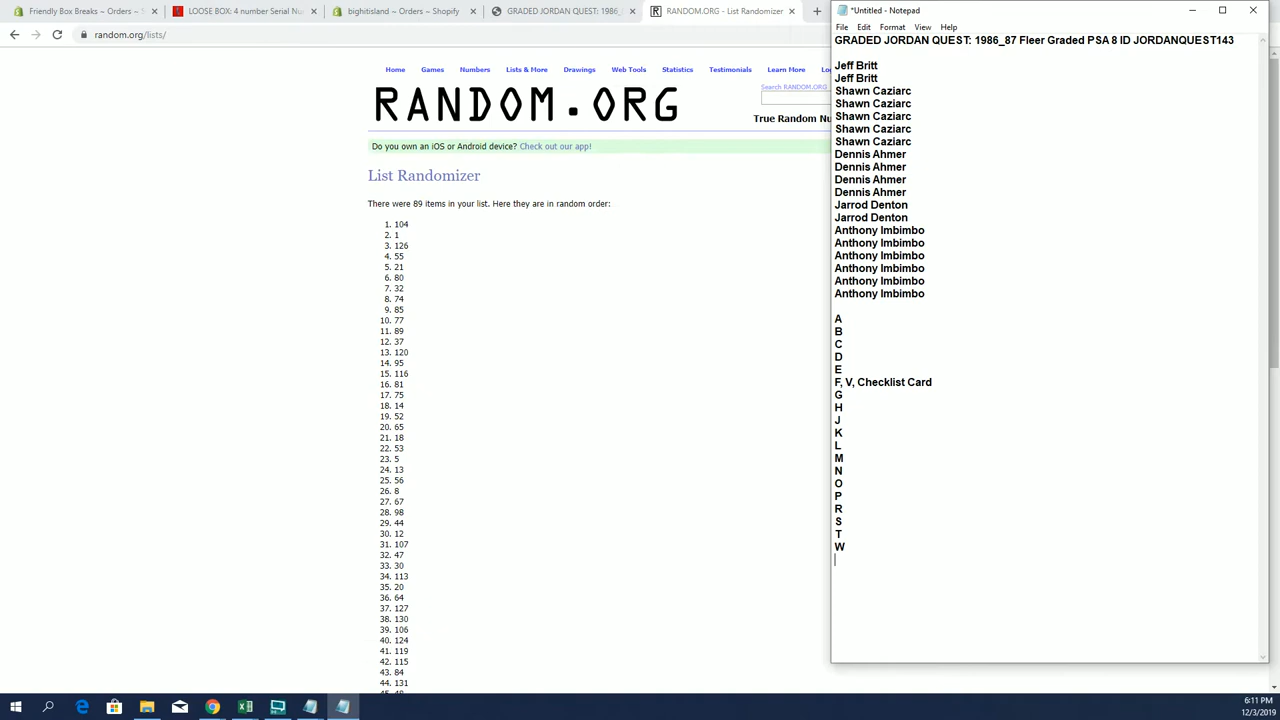 Friendly Box Breaks ~ Orders ~ S
LOOSE BOX: 4 number Serial Nu
bighitisland ~ Orders ~ Shopify
GRADED JORDAN QUEST: 1986_
RANDOM.ORG - List Randomizer
random.org/lists/
Home Games Numbers Lists & More Drawings Web Tools Statistics Testimonials Learn More
Search RANDOM.ORG
RANDOM.ORG
True Random Nu
Do you own an iOS or Android device? Check out our app!
List Randomizer
There were 89 items in your list. Here they are in random order:
1. 104
2. 1
3. 126
4. 55
5. 21
6. 80
7. 32
8. 74
9. 85
10. 77
11. 89
12. 37
13. 120
14. 95
15. 116
16. 81
17. 75
18. 14
19. 52
20. 65
21. 18
22. 53
23. 5
24. 13
25. 56
26. 8
27. 67
28. 98
29. 44
30. 12
31. 107
32. 47
33. 30
34. 113
35. 20
36. 64
37. 127
38. 130
39. 106
40. 124
41. 119
42. 115
43. 84
44. 131
*Untitled - Notepad
File Edit Format View Help
GRADED JORDAN QUEST: 1986_87 Fleer Graded PSA 8 ID JORDANQUEST143
Jeff Britt
Jeff Britt
Shawn Caziarc
Shawn Caziarc
Shawn Caziarc
Shawn Caziarc
Shawn Caziarc
Dennis Ahmer
Dennis Ahmer
Dennis Ahmer
Dennis Ahmer
Jarrod Denton
Jarrod Denton
Anthony Imbimbo
Anthony Imbimbo
Anthony Imbimbo
Anthony Imbimbo
Anthony Imbimbo
Anthony Imbimbo
A
B
C
D
E
F, V, Checklist Card
G
H
J
K
L
M
N
O
P
R
S
T
W
6:11 PM
12/3/2019